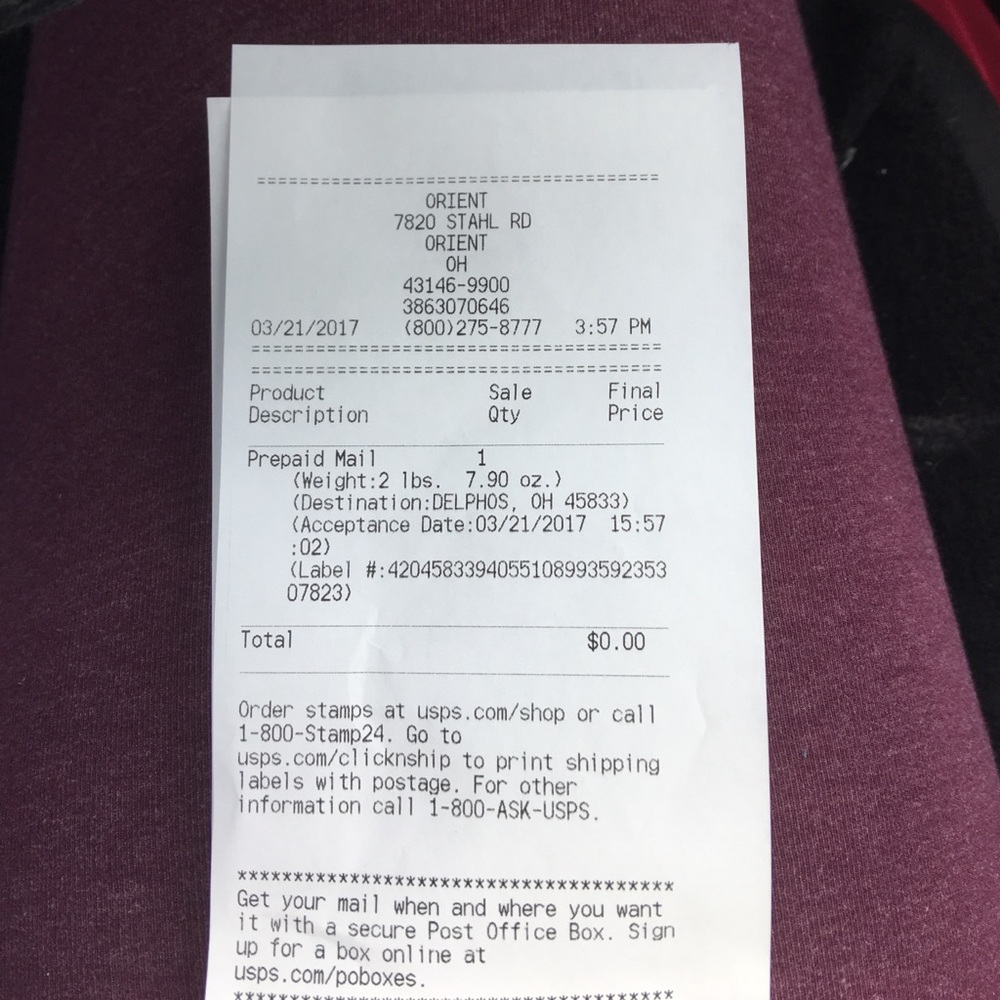 ======================================
ORIENT
7820 STAHL RD
ORIENT
OH
43146-9900
3863070646
03/21/2017 (800)275-8777 3:57 PM
======================================
======================================
Product Sale Final
Description Qty Price
Prepaid Mail 1
(Weight:2 lbs. 7.90 oz.)
(Destination:DELPHOS, OH 45833)
(Acceptance Date:03/21/2017 15:57
:02)
(Label #:4204583394055108993592353
07823)
Total $0.00
Order stamps at usps.com/shop or call
1-800-Stamp24. Go to
usps.com/clicknship to print shipping
labels with postage. For other
information call 1-800-ASK-USPS.
****************************************
Get your mail when and where you want
it with a secure Post Office Box. Sign
up for a box online at
usps.com/poboxes.
****************************************